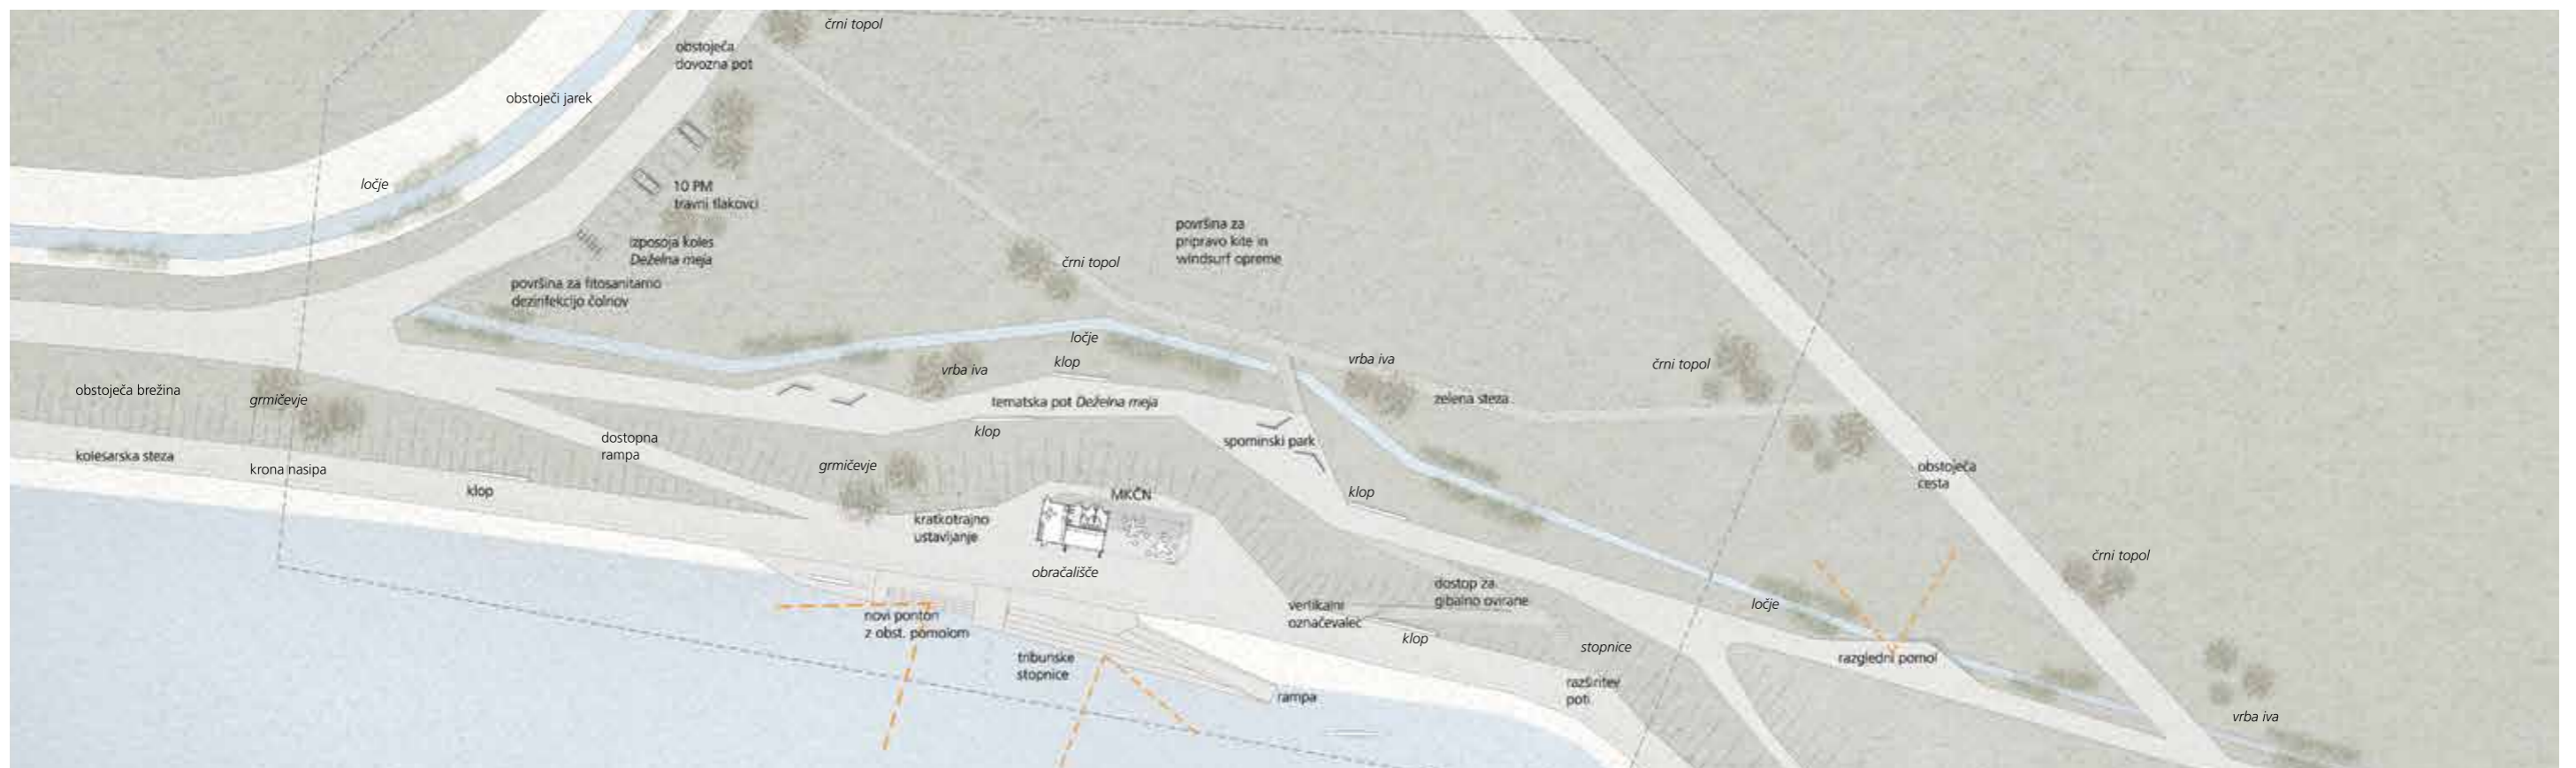 črni topol
obstoječa
dovozna pot
obstoječi jarek
ločje
10 PM
travni tlakovci
izposoja koles
Deželna meja
površina za
pripravo kite in
windsurf opreme
črni topol
površina za fitosanitarno
dezinfekcijo čolnov
ločje
klop
vrba iva
vrba iva
črni topol
obstoječa brežina
grmičevje
tematska pot Deželna meja
zelena steza
klop
dostopna
rampa
spominski park
kolesarska steza
krona nasipa
grmičevje
obstoječa
cesta
klop
MKČN
klop
kratkotrajno
ustavljanje
črni topol
obračališče
dostop za
gibalno ovirane
vertikalni
označevalec
ločje
novi ponton
z obst. pomolom
klop
stopnice
tribunske
stopnice
razgledni pomol
razširitev
poti
rampa
vrba iva